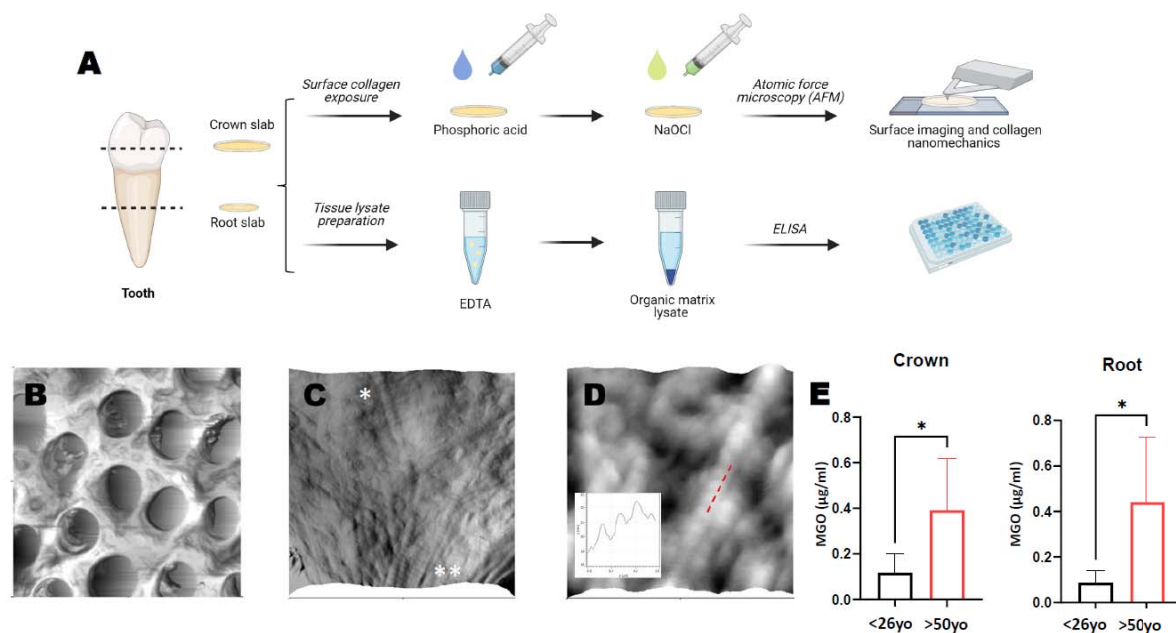 A
Tooth
Crown slab
Root slab
Surface collagen
exposure
Phosphoric acid
NaOCl
Atomic force
microscopy (AFM)
Surface imaging and collagen
nanomechanics
Tissue lysate
preparation
EDTA
Organic matrix
lysate
ELISA
B
C
*
**
D
E
Crown
MGO (µg/ml)
0.8
0.6
0.4
0.2
0.0
*
<26yo >50yo
Root
MGO (µg/ml)
0.8
0.6
0.4
0.2
0.0
*
<26yo >50yo